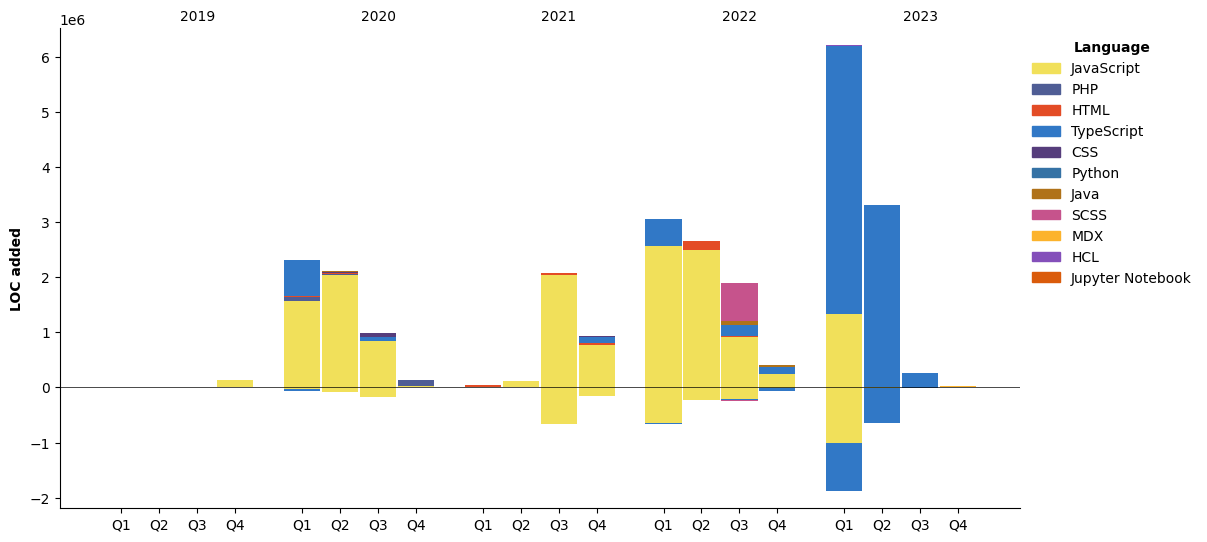 1e6
2019 2020 2021 2022 2023
Language
JavaScript
PHP
HTML
TypeScript
CSS
Python
Java
SCSS
MDX
HCL
Jupyter Notebook
LOC added
6
5
4
3
2
1
0
−1
−2
Q1 Q2 Q3 Q4 Q1 Q2 Q3 Q4 Q1 Q2 Q3 Q4 Q1 Q2 Q3 Q4 Q1 Q2 Q3 Q4